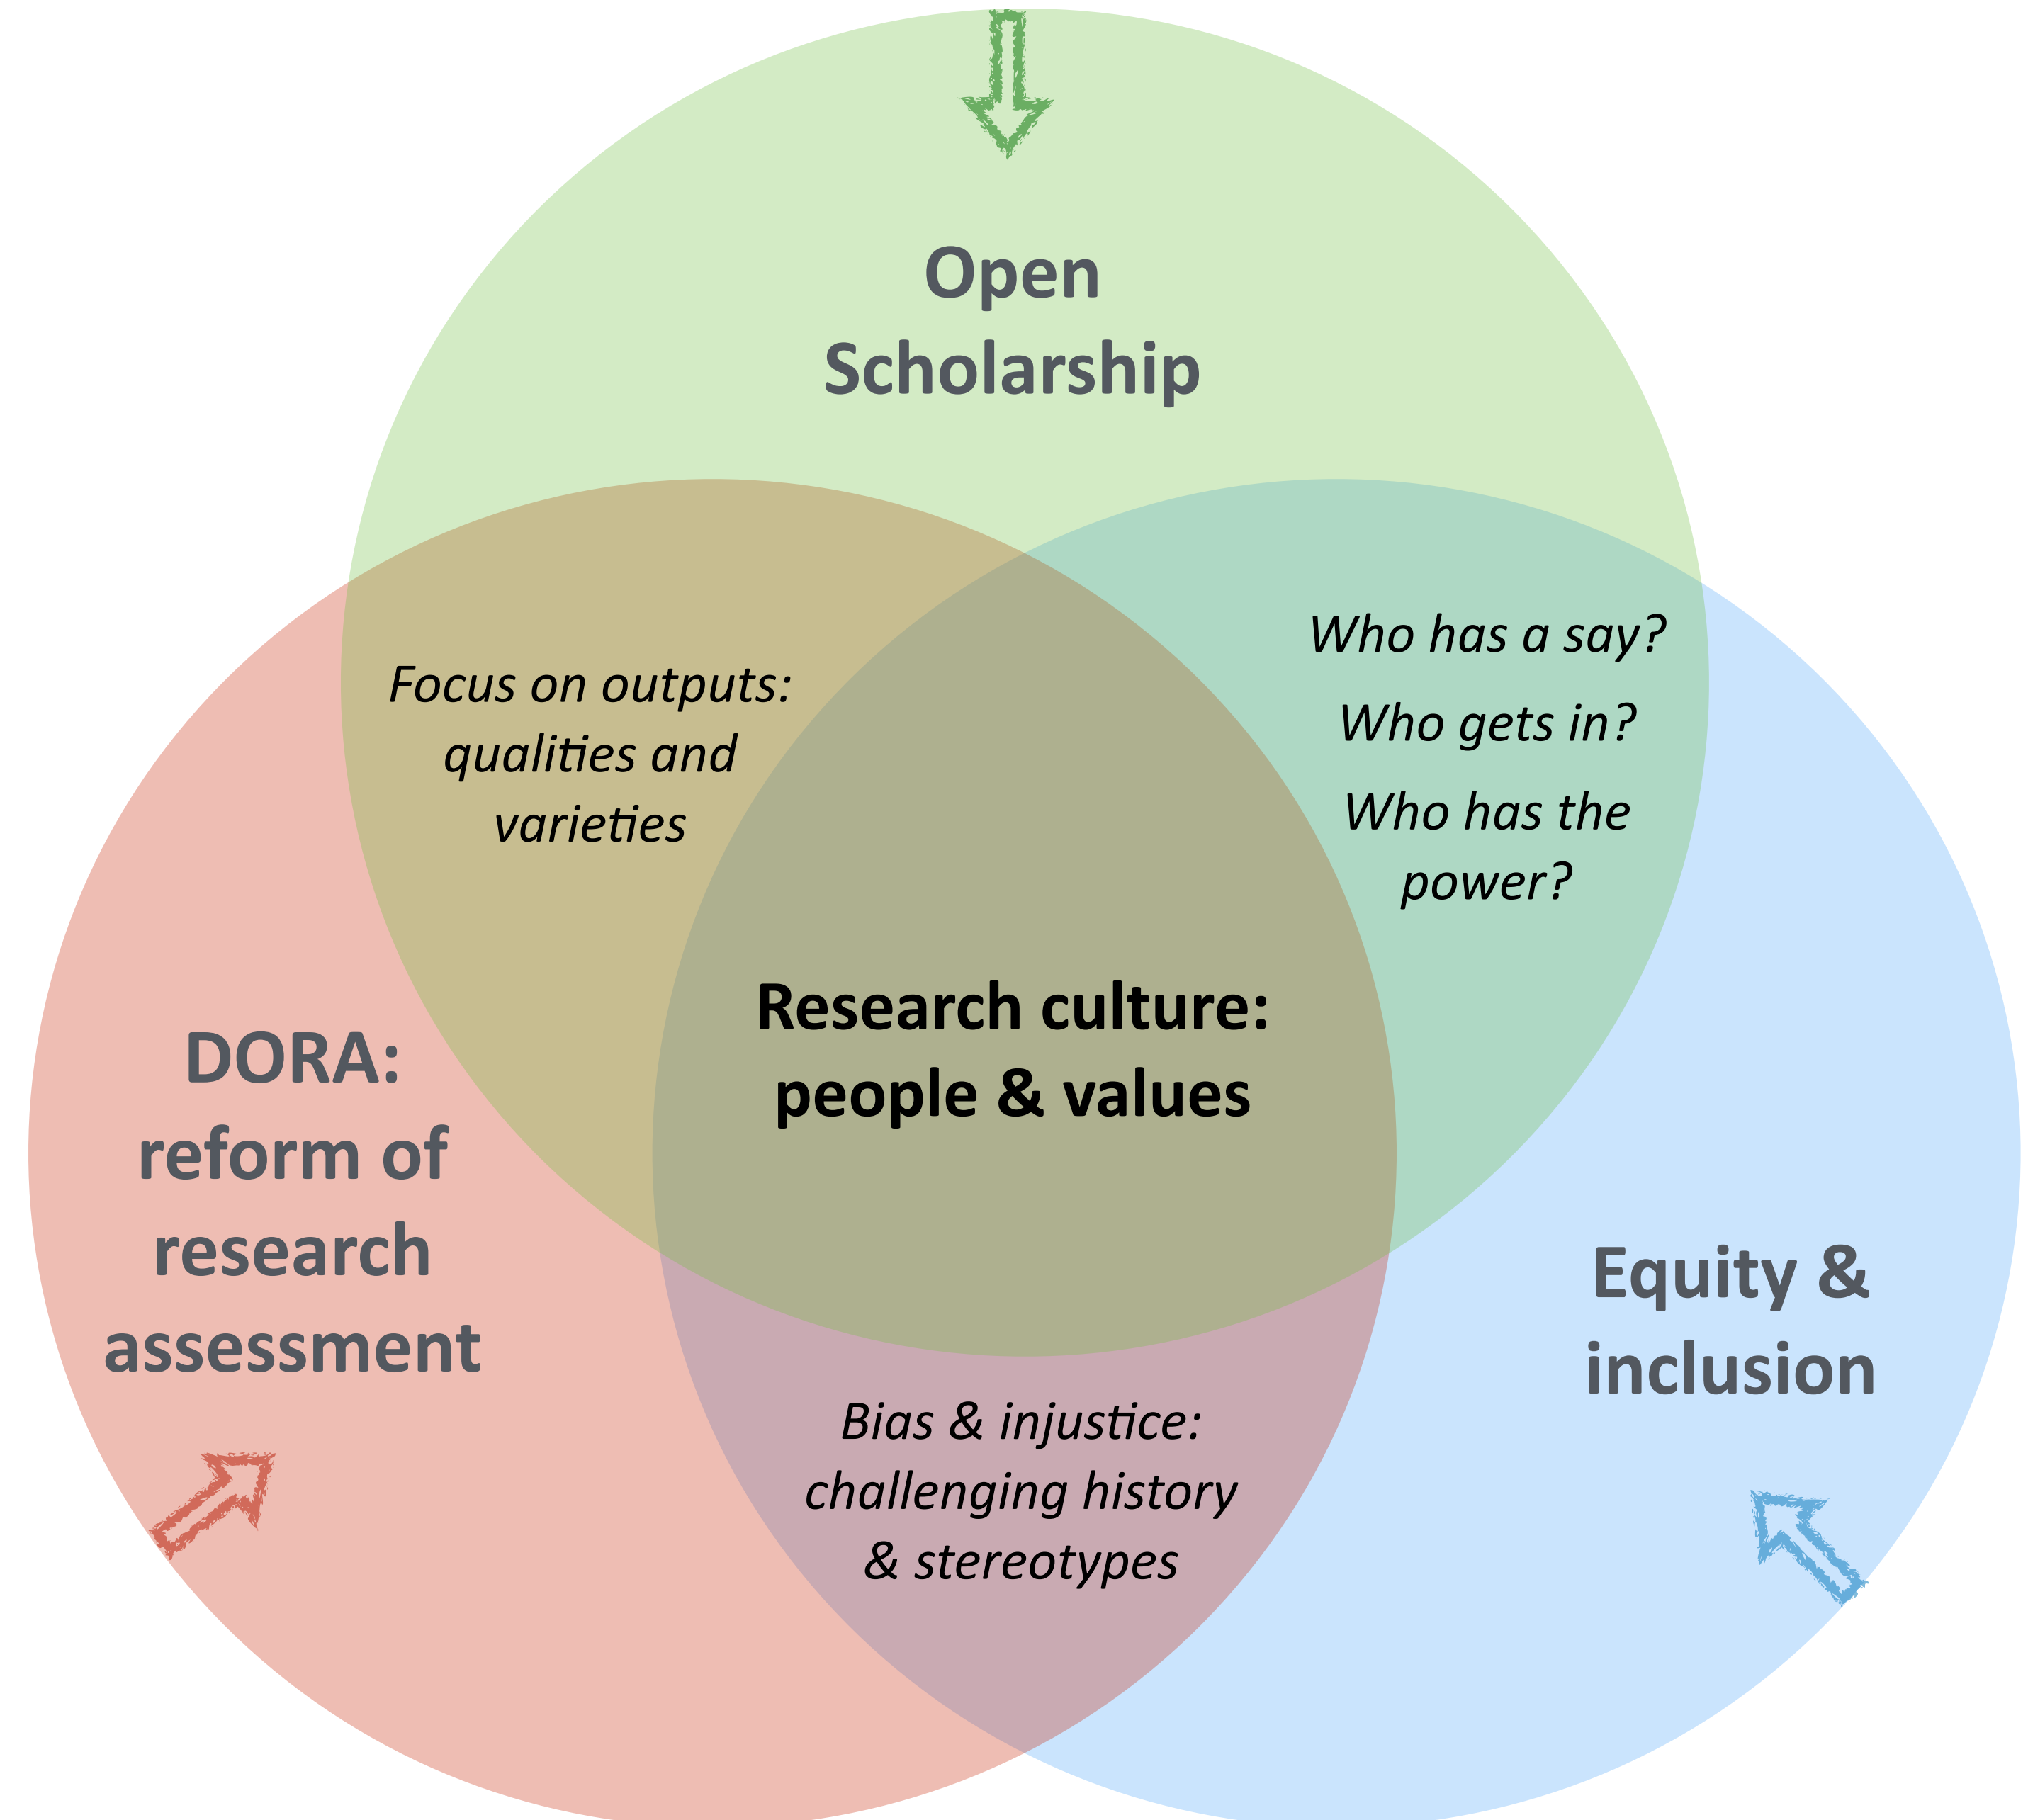 Open
Scholarship
Focus on outputs:
qualities and
varieties
Who has a say?
Who gets in?
Who has the
power?
Research culture:
people & values
DORA:
reform of
research
assessment
Equity &
inclusion
Bias & injustice:
challenging history
& stereotypes